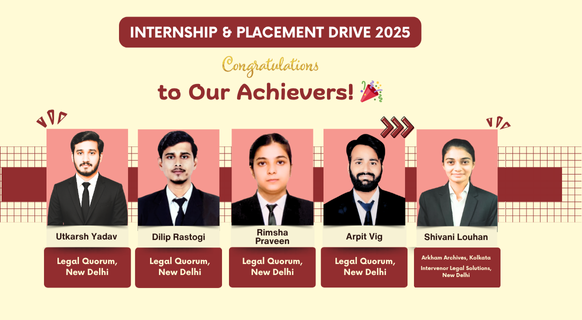 INTERNSHIP & PLACEMENT DRIVE 2025
Congratulations
to Our Achievers!
Utkarsh Yadav
Legal Quorum,
New Delhi
Dilip Rastogi
Legal Quorum,
New Delhi
Rimsha
Praveen
Legal Quorum,
New Delhi
Arpit Vig
Legal Quorum,
New Delhi
Shivani Louhan
Arkham Archives, Kolkata
Intervenor Legal Solutions,
New Delhi